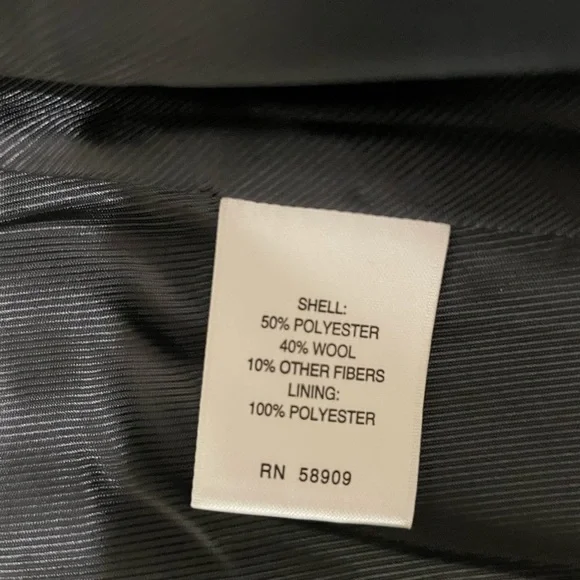 SHELL:
50% POLYESTER
40% WOOL
10% OTHER FIBERS
LINING:
100% POLYESTER
RN 58909